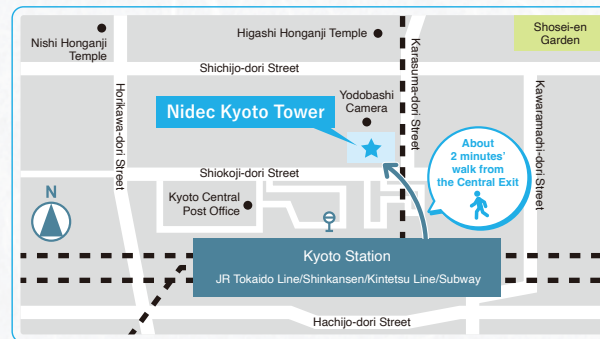 Higashi Honganji Temple
Shosei-en
Garden
Nishi Honganji
Temple
Karasuma-dori Street
Shichijo-dori Street
Horikawa-dori Street
Kawaramachi-dori Street
Yodobashi
Camera
Nidec Kyoto Tower
About
2 minutes'
walk from
the Central Exit
Shiokoji-dori Street
N
Kyoto Central
Post Office
Kyoto Station
JR Tokaido Line/Shinkansen/Kintetsu Line/Subway
Hachijo-dori Street